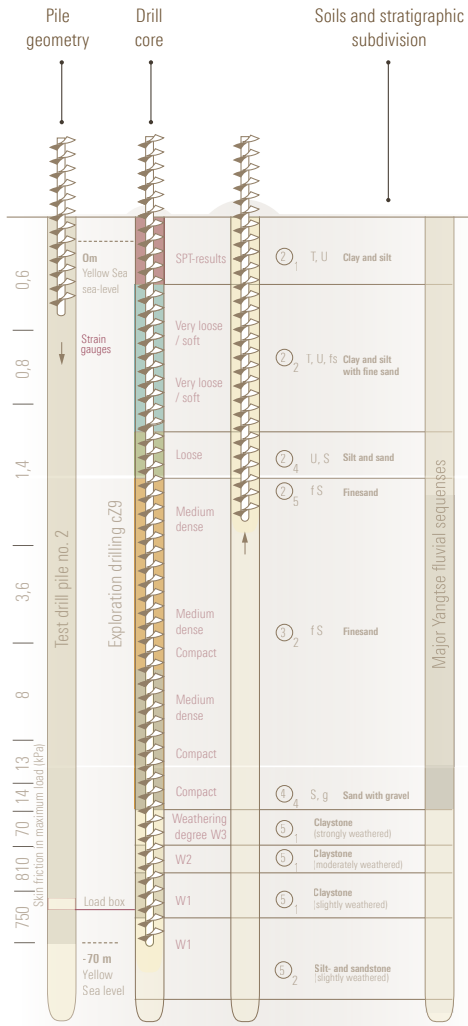 Pile
geometry
Drill
core
Soils and stratigraphic
subdivision
0m
Yellow Sea
sea-level
SPT-results
2 1 T, U Clay and silt
0,6
Strain
gauges
Very loose
/ soft
2 2 T, U, fs Clay and silt
with fine sand
0,8
Very loose
/ soft
Loose
2 4 U, S Silt and sand
1,4
2 5 f S Finesand
Medium
dense
Test drill pile no. 2
Exploration drilling cZ9
Major Yangtse fluvial sequenses
3,6
Medium
dense
3 2 f S Finesand
Compact
8
Medium
dense
Compact
13
Compact
4 4 S, g Sand with gravel
14
Skin friction in maximum load (kPa)
Weathering
degree W3
5 1 Claystone
(strongly weathered)
70
W2
5 1 Claystone
(moderately weathered)
810
W1
5 1 Claystone
(slightly weathered)
Load box
750
W1
-70 m
Yellow
Sea level
5 2 Silt- and sandstone
(slightly weathered)